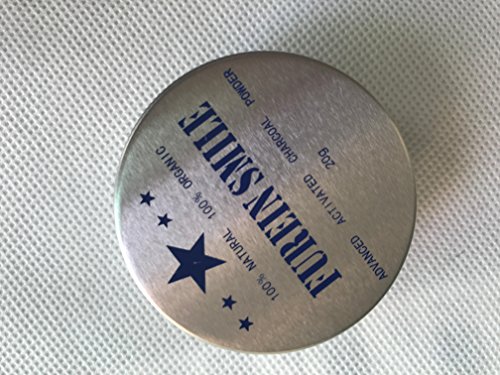 100% NATURAL 100% ORGANIC
FUREIN SMILE
ADVANCED ACTIVATED CHARCOAL POWDER
20g